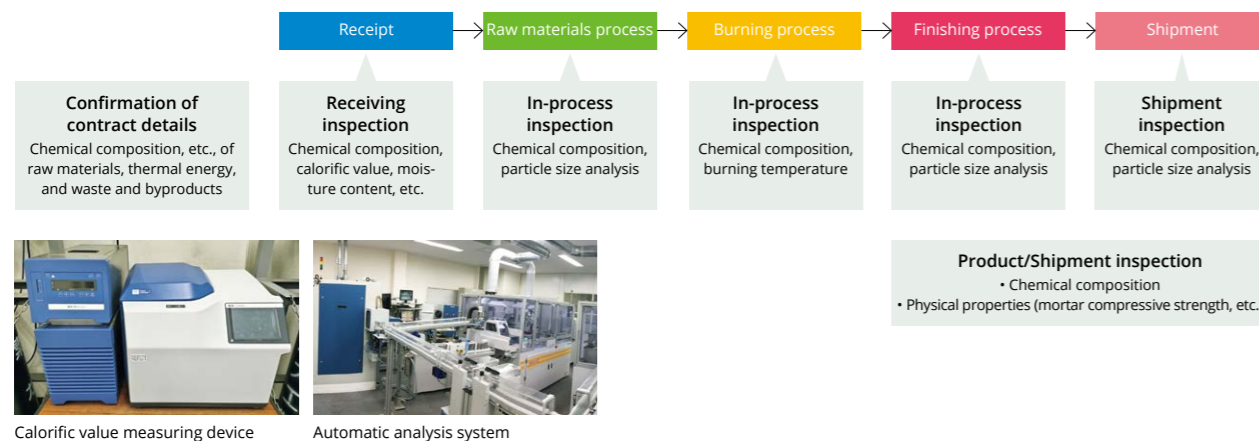 Receipt
Raw materials process
Burning process
Finishing process
Shipment
Confirmation of
contract details
Chemical composition, etc., of
raw materials, thermal energy,
and waste and byproducts
Receiving
inspection
Chemical composition,
calorific value, mois-
ture content, etc.
In-process
inspection
Chemical composition,
particle size analysis
In-process
inspection
Chemical composition,
burning temperature
In-process
inspection
Chemical composition,
particle size analysis
Shipment
inspection
Chemical composition,
particle size analysis
Product/Shipment inspection
• Chemical composition
• Physical properties (mortar compressive strength, etc.
Calorific value measuring device
Automatic analysis system